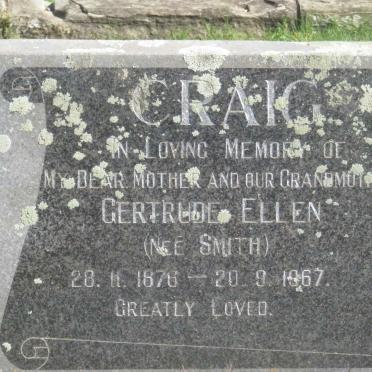 CRAIG
IN LOVING MEMORY OF
MY DEAR MOTHER AND OUR GRANDMOT
GERTRUDE ELLEN
(NEE SMITH)
28. 11. 1876 — 20. 9. 1967.
GREATLY LOVED.